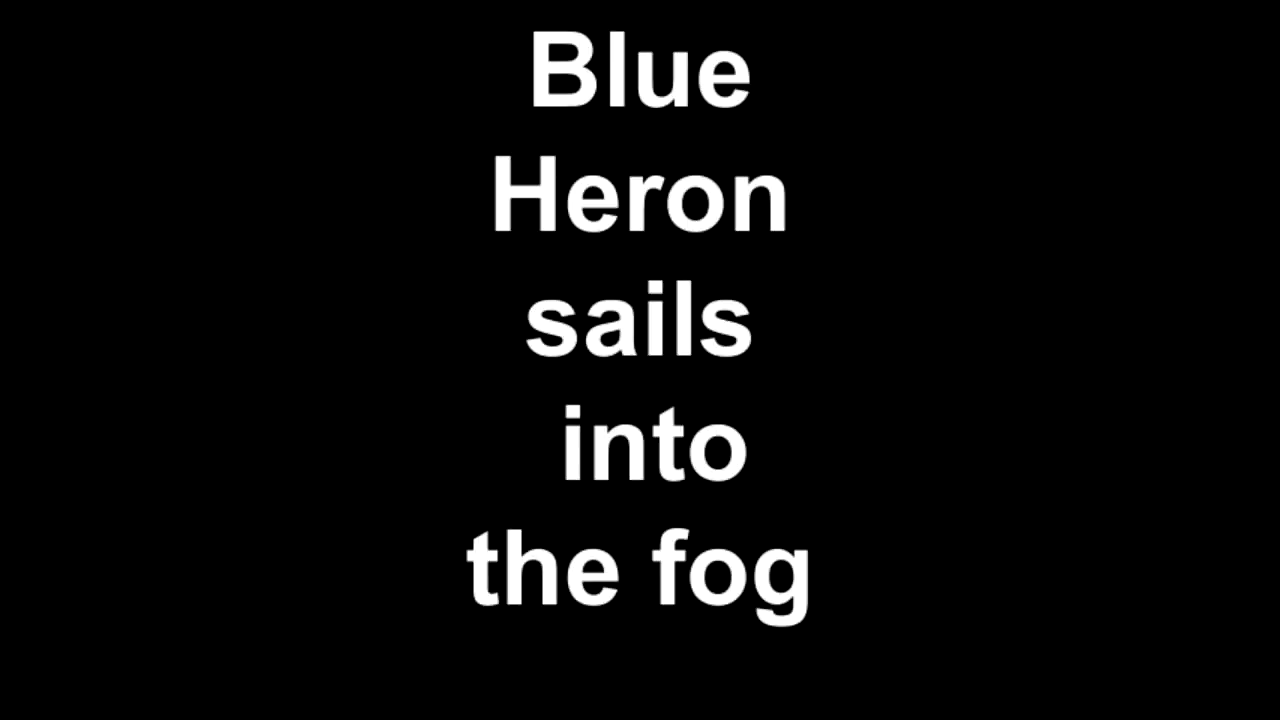 Blue
Heron
sails
into
the fog